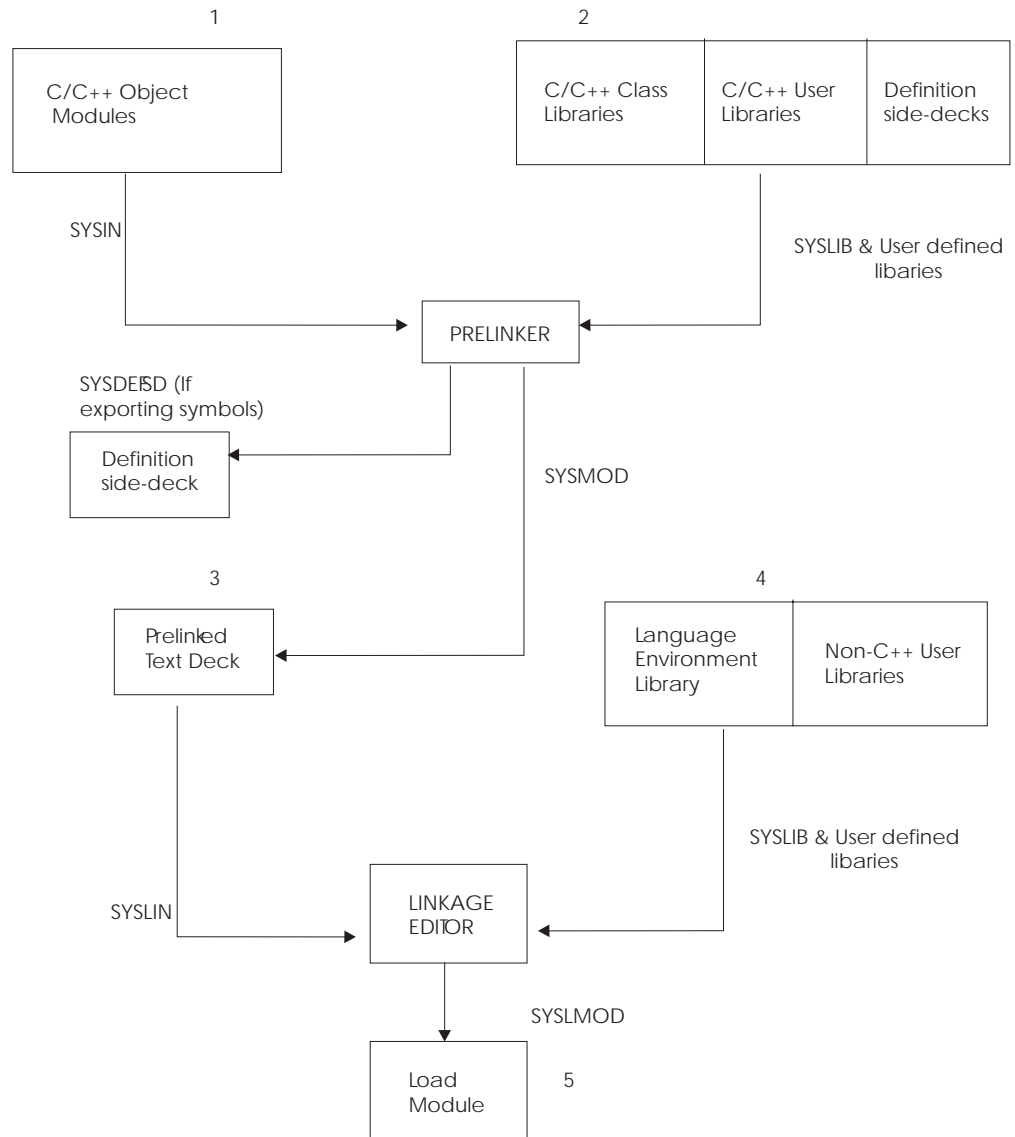 1
2
C/C++ Object
Modules
C/C++ Class
Libraries
C/C++ User
Libraries
Definition
side-decks
SYSIN
SYSLIB & User defined
libaries
PRELINKER
SYSDEFSD (If
exporting symbols)
Definition
side-deck
SYSMOD
3
4
Prelinked
Text Deck
Language
Environment
Library
Non-C++ User
Libraries
SYSLIB & User defined
libaries
SYSLIN
LINKAGE
EDITOR
SYSLMOD
Load
Module
5